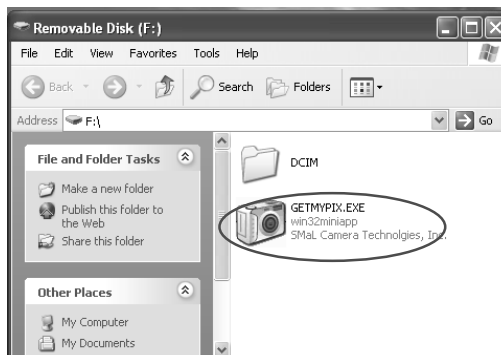 Removable Disk (F:)
File Edit View Favorites Tools Help
Back Search Folders
Address F:\ Go
File and Folder Tasks
Make a new folder
Publish this folder to
the Web
Share this folder
Other Places
My Computer
My Documents
DCIM
GETMYPIX.EXE
win32miniapp
SMaL Camera Technolgies, Inc.